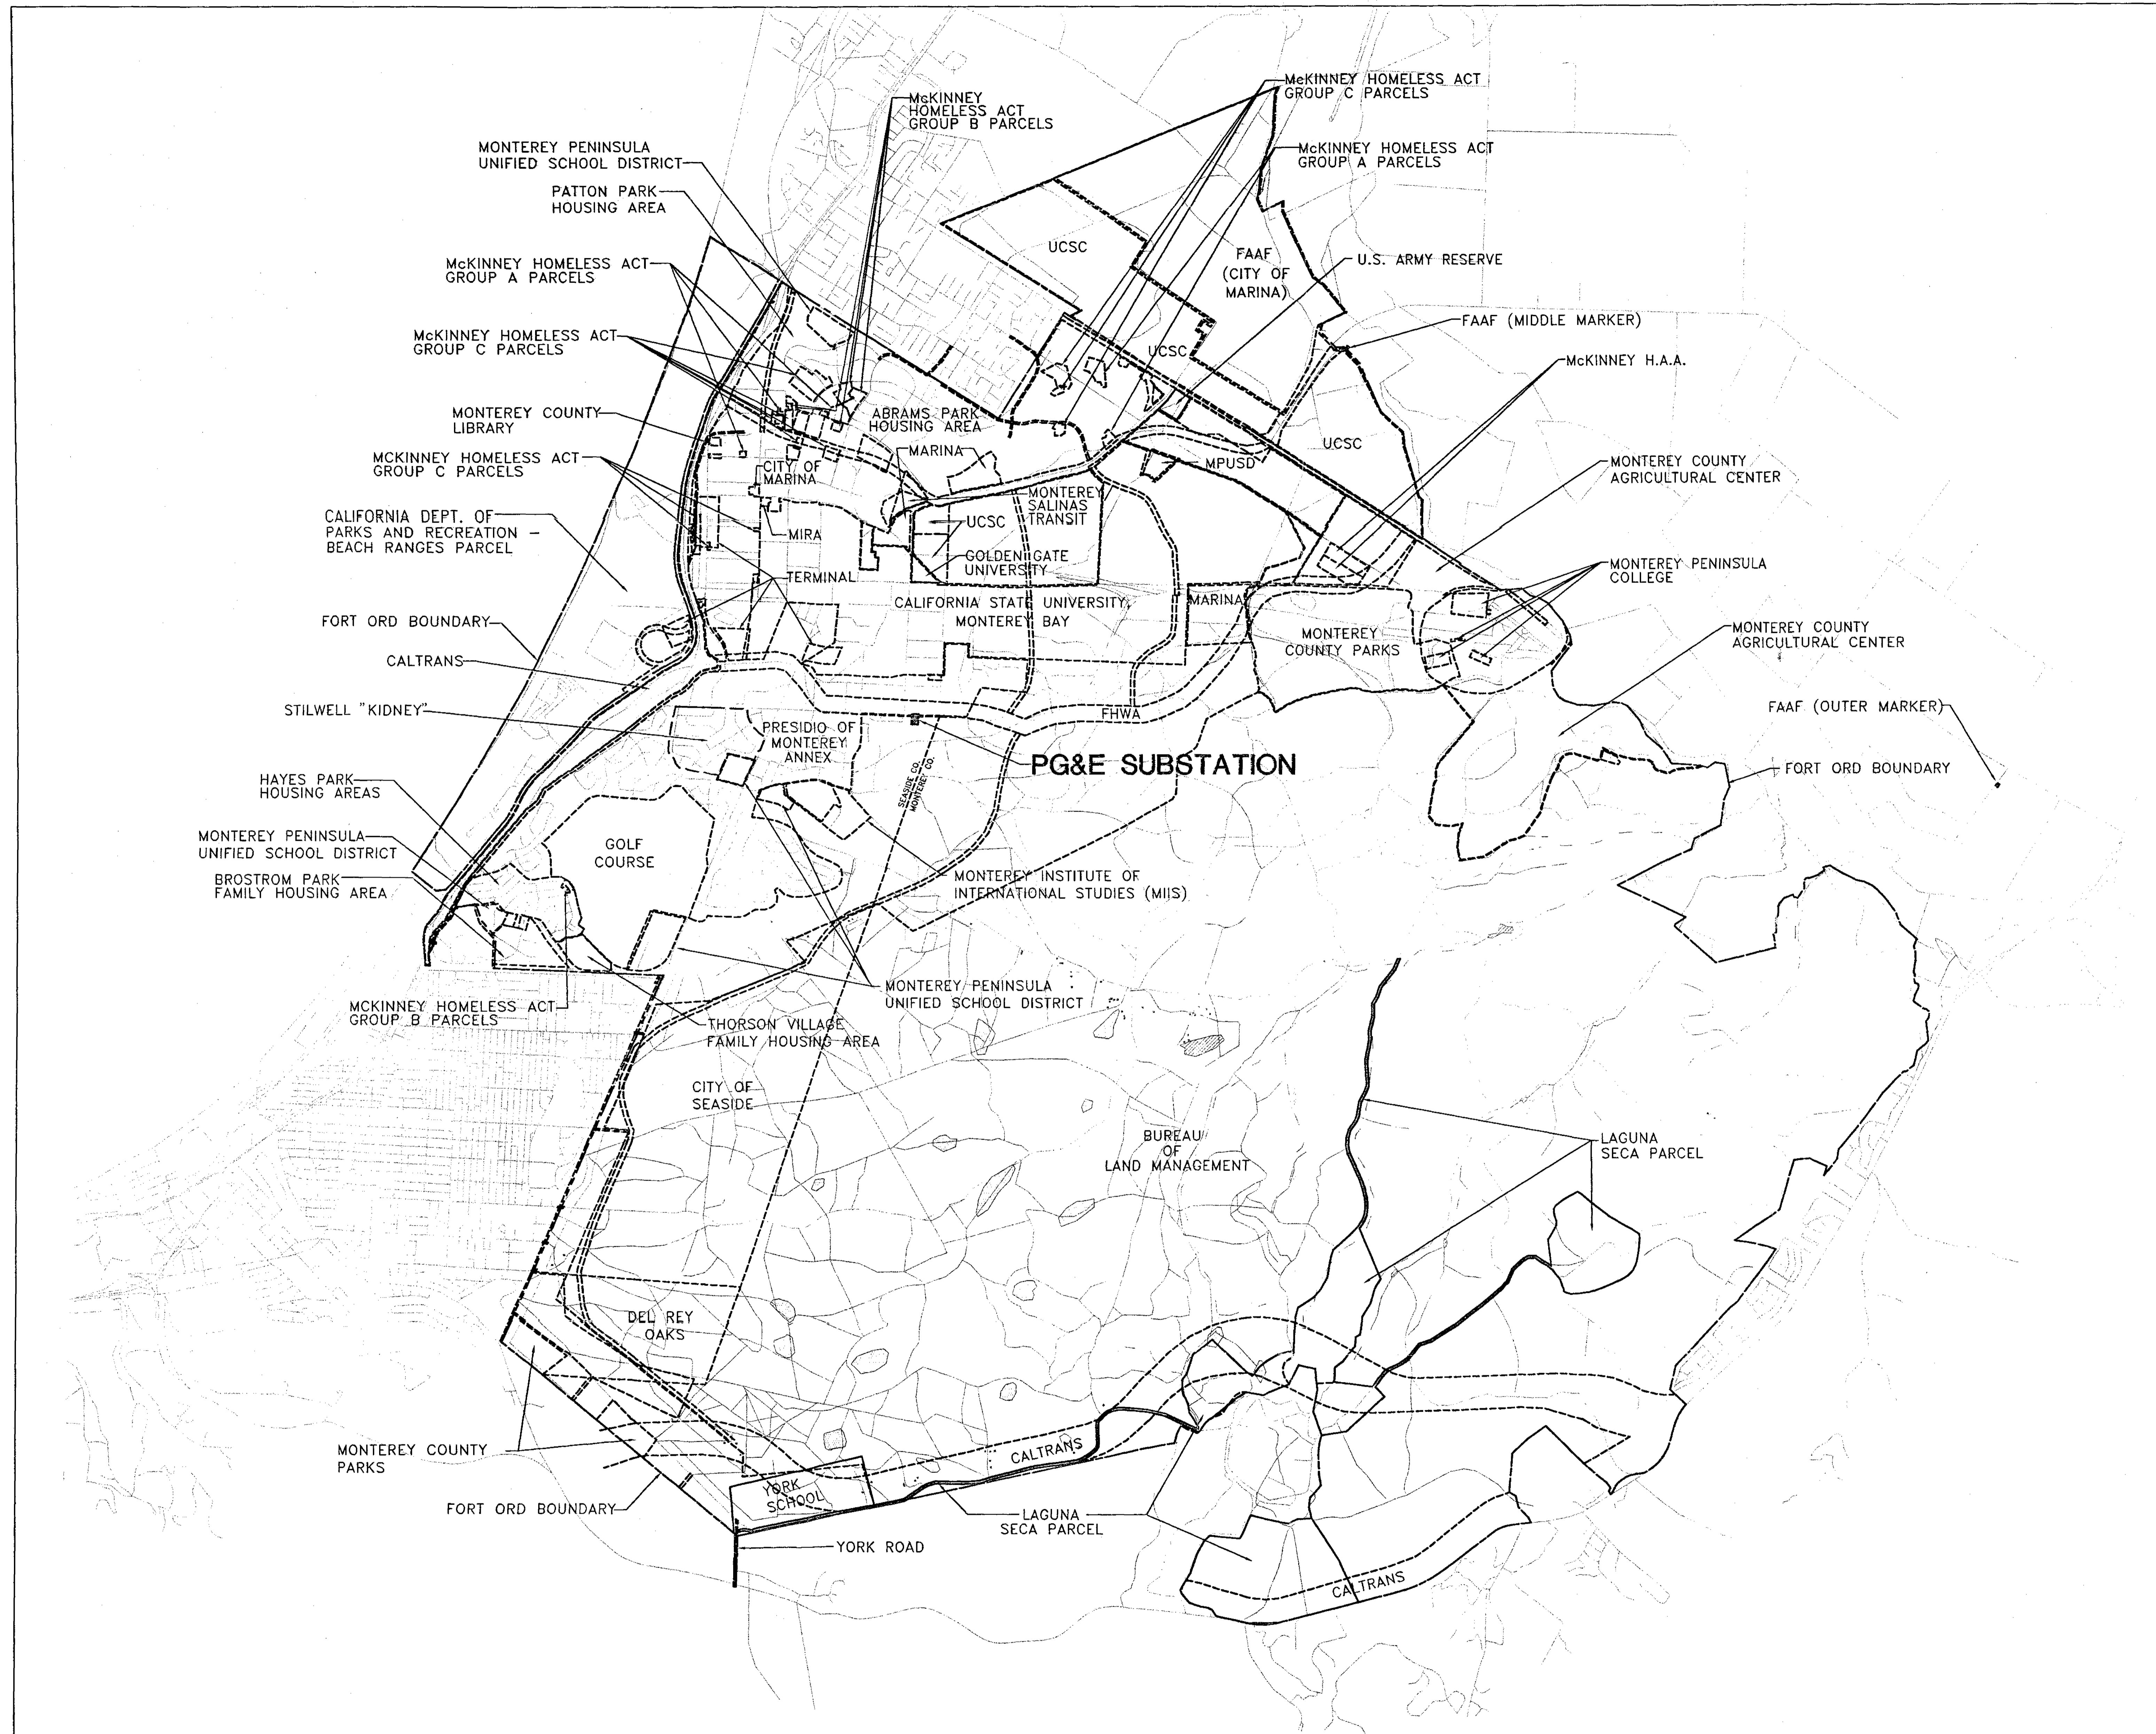 McKINNEY HOMELESS ACT
GROUP C PARCELS
McKINNEY
HOMELESS ACT
GROUP B PARCELS
MONTEREY PENINSULA
UNIFIED SCHOOL DISTRICT
McKINNEY HOMELESS ACT
GROUP A PARCELS
PATTON PARK
HOUSING AREA
UCSC
FAAF
(CITY OF
MARINA)
U.S. ARMY RESERVE
McKINNEY HOMELESS ACT
GROUP A PARCELS
FAAF (MIDDLE MARKER)
McKINNEY HOMELESS ACT
GROUP C PARCELS
UCSC
McKINNEY H.A.A.
MONTEREY COUNTY
LIBRARY
ABRAMS PARK
HOUSING AREA
UCSC
MARINA
MCKINNEY HOMELESS ACT
GROUP C PARCELS
CITY OF
MARINA
MPUSD
MONTEREY COUNTY
AGRICULTURAL CENTER
MONTEREY
SALINAS
TRANSIT
CALIFORNIA DEPT. OF
PARKS AND RECREATION -
BEACH RANGES PARCEL
UCSC
MIRA
GOLDEN GATE
UNIVERSITY
MONTEREY PENINSULA
COLLEGE
TERMINAL
CALIFORNIA STATE UNIVERSITY,
MONTEREY BAY
MARINA
FORT ORD BOUNDARY
MONTEREY
COUNTY PARKS
MONTEREY COUNTY
AGRICULTURAL CENTER
CALTRANS
STILWELL "KIDNEY"
FHWA
FAAF (OUTER MARKER)
PRESIDIO OF
MONTEREY
ANNEX
PG&E SUBSTATION
SEASIDE CO.
MONTEREY CO.
FORT ORD BOUNDARY
HAYES PARK
HOUSING AREAS
GOLF
COURSE
MONTEREY PENINSULA
UNIFIED SCHOOL DISTRICT
BROSTROM PARK
FAMILY HOUSING AREA
MONTEREY INSTITUTE OF
INTERNATIONAL STUDIES (MIIS)
MONTEREY PENINSULA
UNIFIED SCHOOL DISTRICT
MCKINNEY HOMELESS ACT
GROUP B PARCELS
THORSON VILLAGE
FAMILY HOUSING AREA
CITY OF
SEASIDE
BUREAU
OF
LAND MANAGEMENT
LAGUNA
SECA PARCEL
DEL REY
OAKS
MONTEREY COUNTY
PARKS
CALTRANS
YORK
SCHOOL
FORT ORD BOUNDARY
LAGUNA
SECA PARCEL
YORK ROAD
CALTRANS